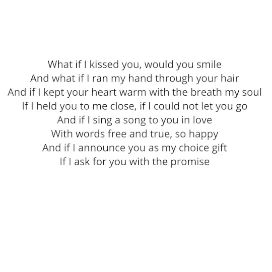 What if I kissed you, would you smile
And what if I ran my hand through your hair
And if I kept your heart warm with the breath my soul
If I held you to me close, if I could not let you go
And if I sing a song to you in love
With words free and true, so happy
And if I announce you as my choice gift
If I ask for you with the promise